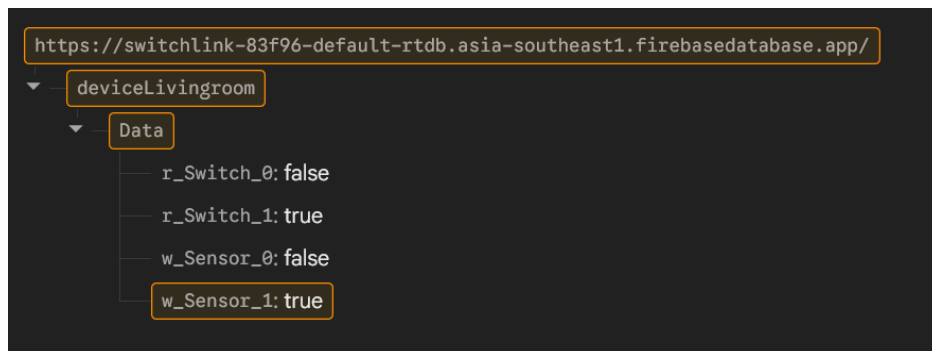 https://switchlink-83f96-default-rtdb.asia-southeast1.firebasedatabase.app/
deviceLivingroom
Data
r_Switch_0: false
r_Switch_1: true
w_Sensor_0: false
w_Sensor_1: true